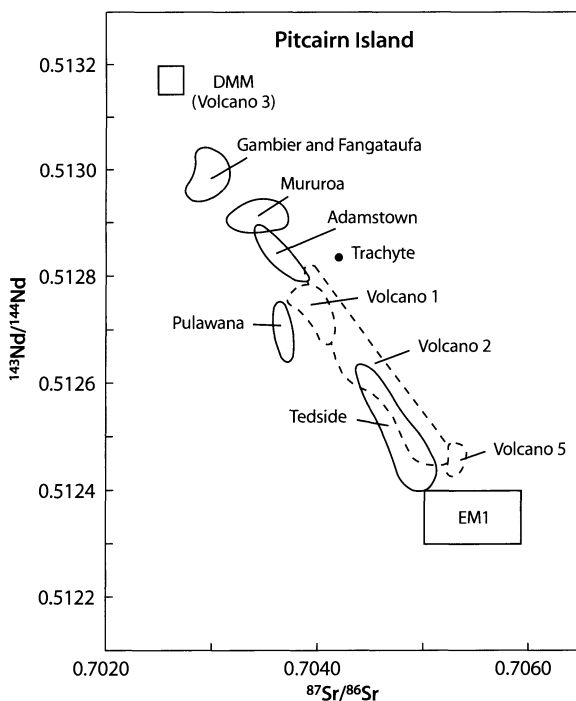 Pitcairn Island
0.5132
DMM
(Volcano 3)
Gambier and Fangataufa
0.5130
Mururoa
Adamstown
Trachyte
0.5128
Volcano 1
Pulawana
Volcano 2
0.5126
Tedside
Volcano 5
0.5124
EM1
0.5122
¹⁴³Nd/¹⁴⁴Nd
0.7020
0.7040
0.7060
⁸⁷Sr/⁸⁶Sr